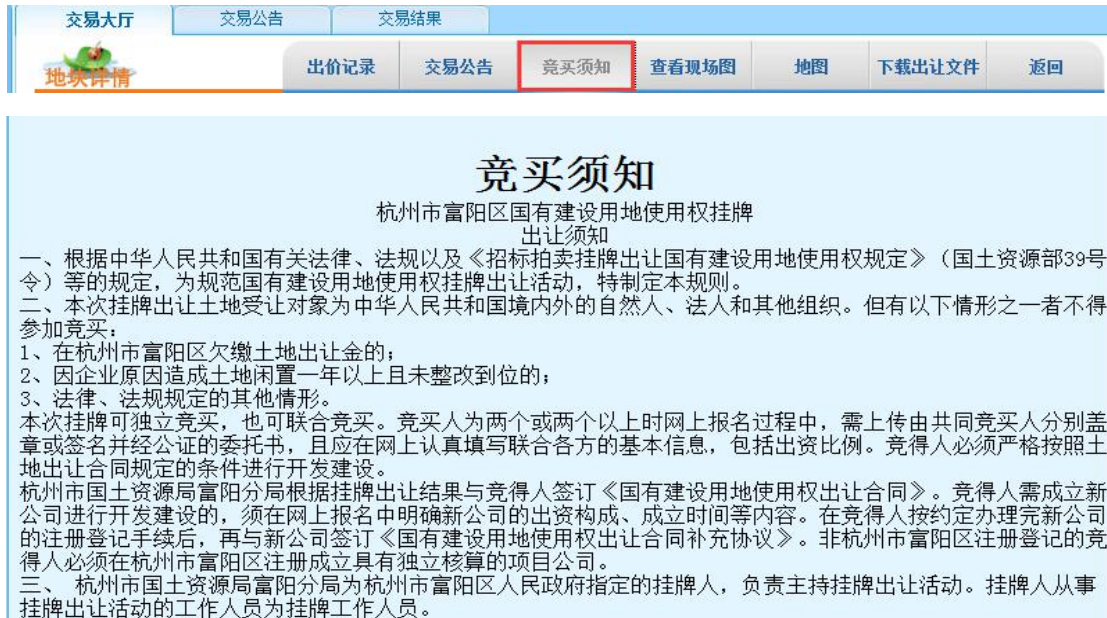 交易大厅 交易公告 交易结果
地块详情 出价记录 交易公告 竞买须知 查看现场图 地图 下载出让文件 返回
竞买须知
杭州市富阳区国有建设用地使用权挂牌
出让须知
一、根据中华人民共和国有关法律、法规以及《招标拍卖挂牌出让国有建设用地使用权规定》（国土资源部39号
令）等的规定，为规范国有建设用地使用权挂牌出让活动，特制定本规则。
二、本次挂牌出让土地受让对象为中华人民共和国境内外的自然人、法人和其他组织。但有以下情形之一者不得
参加竞买：
1、在杭州市富阳区欠缴土地出让金的；
2、因企业原因造成土地闲置一年以上且未整改到位的；
3、法律、法规规定的其他情形。
本次挂牌可独立竞买，也可联合竞买。竞买人为两个或两个以上时网上报名过程中，需上传由共同竞买人分别盖
章或签名并经公证的委托书，且应在网上认真填写联合各方的基本信息，包括出资比例。竞得人必须严格按照土
地出让合同规定的条件进行开发建设。
杭州市国土资源局富阳分局根据挂牌出让结果与竞得人签订《国有建设用地使用权出让合同》。竞得人需成立新
公司进行开发建设的，须在网上报名中明确新公司的出资构成、成立时间等内容。在竞得人按约定办理完新公司
的注册登记手续后，再与新公司签订《国有建设用地使用权出让合同补充协议》。非杭州市富阳区注册登记的竞
得人必须在杭州市富阳区注册成立具有独立核算的项目公司。
三、 杭州市国土资源局富阳分局为杭州市富阳区人民政府指定的挂牌人，负责主持挂牌出让活动。挂牌人从事
挂牌出让活动的工作人员为挂牌工作人员。